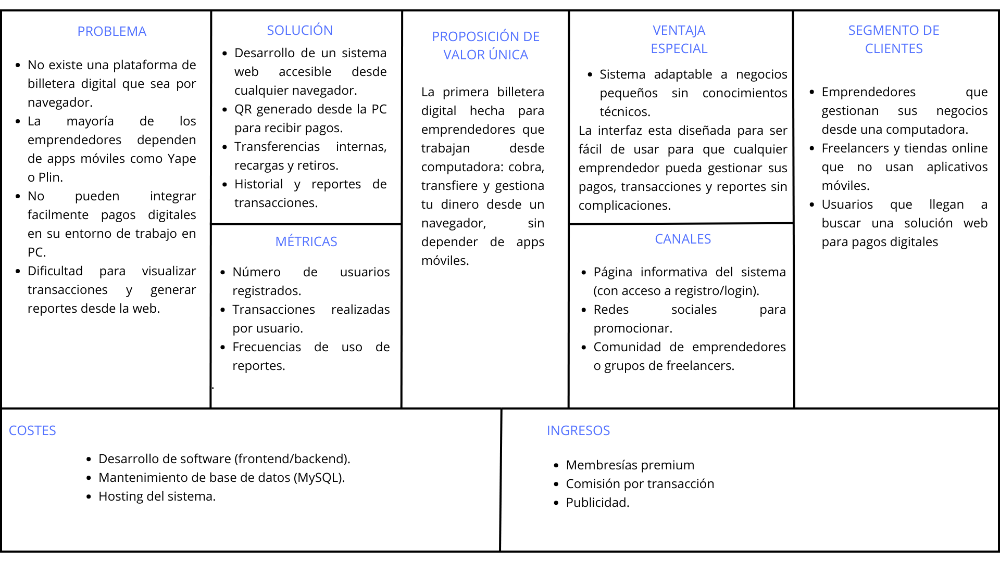 PROBLEMA
No existe una plataforma de
billetera digital que sea por
navegador.
La mayoría de los
emprendedores dependen
de apps móviles como Yape
o Plin.
No pueden integrar
facilmente pagos digitales
en su entorno de trabajo en
PC.
Dificultad para visualizar
transacciones y generar
reportes desde la web.
SOLUCIÓN
Desarrollo de un sistema
web accesible desde
cualquier navegador.
QR generado desde la PC
para recibir pagos.
Transferencias internas,
recargas y retiros.
Historial y reportes de
transacciones.
MÉTRICAS
Número de usuarios
registrados.
Transacciones realizadas
por usuario.
Frecuencias de uso de
reportes.
.
PROPOSICIÓN DE
VALOR ÚNICA
La primera billetera
digital hecha para
emprendedores que
trabajan desde
computadora: cobra,
transfiere y gestiona
tu dinero desde un
navegador, sin
depender de apps
móviles.
VENTAJA
ESPECIAL
Sistema adaptable a negocios
pequeños sin conocimientos
técnicos.
La interfaz esta diseñada para ser
fácil de usar para que cualquier
emprendedor pueda gestionar sus
pagos, transacciones y reportes sin
complicaciones.
CANALES
Página informativa del sistema
(con acceso a registro/login).
Redes sociales para
promocionar.
Comunidad de emprendedores
o grupos de freelancers.
SEGMENTO DE
CLIENTES
Emprendedores que
gestionan sus negocios
desde una computadora.
Freelancers y tiendas online
que no usan aplicativos
móviles.
Usuarios que llegan a
buscar una solución web
para pagos digitales
COSTES
Desarrollo de software (frontend/backend).
Mantenimiento de base de datos (MySQL).
Hosting del sistema.
INGRESOS
Membresías premium
Comisión por transacción
Publicidad.